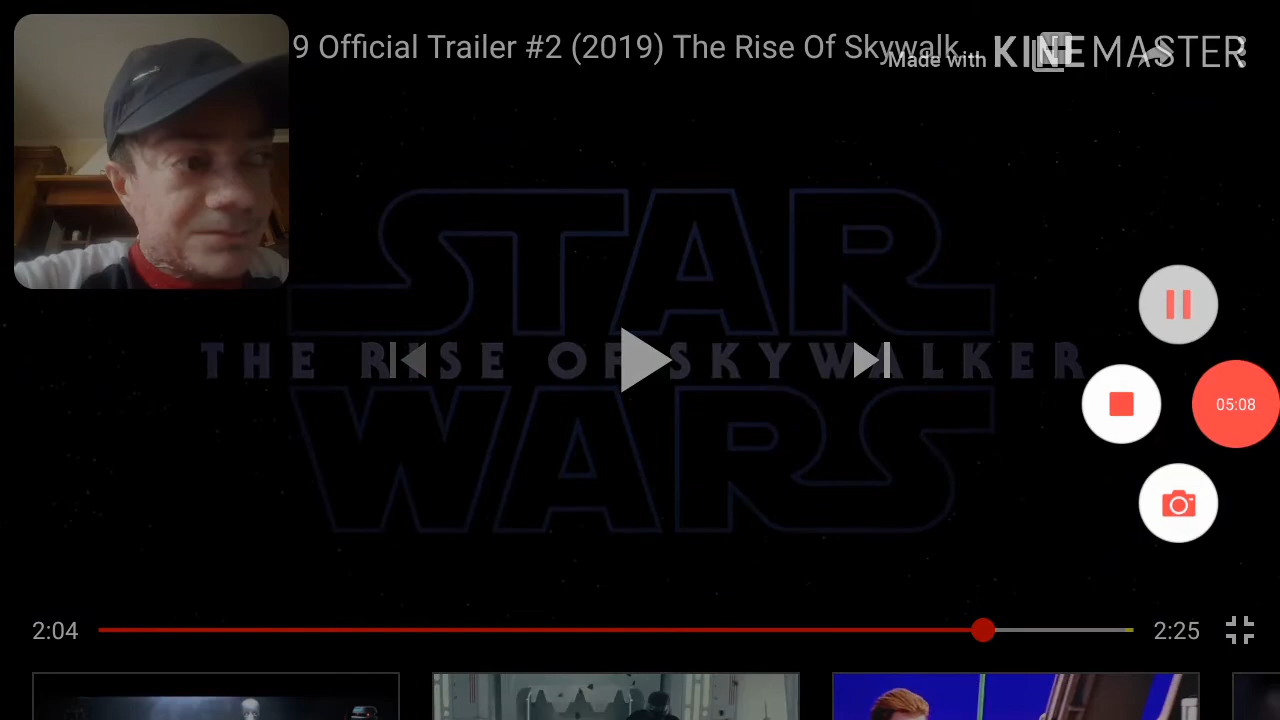 9 Official Trailer #2 (2019) The Rise Of Skywalk...
Made with KINEMASTER
STAR
THE RISE OF SKYWALKER
WARS
05:08
2:04
2:25